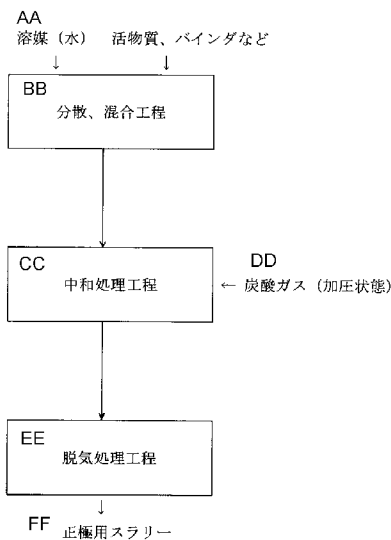 AA
溶媒（水） 活物質、バインダなど
↓ ↓
BB
分散、混合工程
CC
中和処理工程
DD
← 炭酸ガス（加圧状態）
EE
脱気処理工程
↓
FF
正極用スラリー